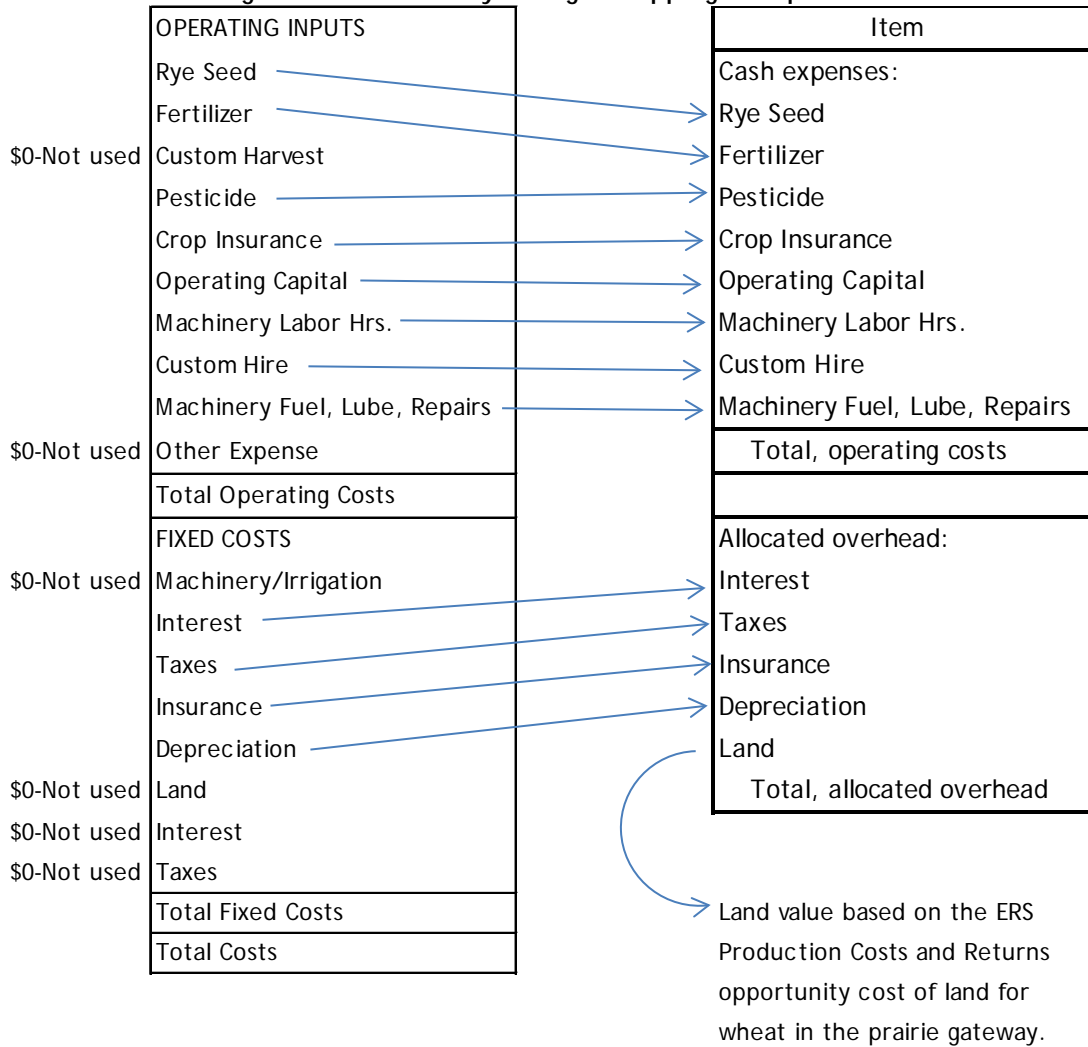 OPERATING INPUTS
Rye Seed
Fertilizer
$0-Not used Custom Harvest
Pesticide
Crop Insurance
Operating Capital
Machinery Labor Hrs.
Custom Hire
Machinery Fuel, Lube, Repairs
$0-Not used Other Expense
Total Operating Costs
FIXED COSTS
$0-Not used Machinery/Irrigation
Interest
Taxes
Insurance
Depreciation
$0-Not used Land
$0-Not used Interest
$0-Not used Taxes
Total Fixed Costs
Total Costs
Item
Cash expenses:
Rye Seed
Fertilizer
Pesticide
Crop Insurance
Operating Capital
Machinery Labor Hrs.
Custom Hire
Machinery Fuel, Lube, Repairs
Total, operating costs
Allocated overhead:
Interest
Taxes
Insurance
Depreciation
Land
Total, allocated overhead
Land value based on the ERS
Production Costs and Returns
opportunity cost of land for
wheat in the prairie gateway.